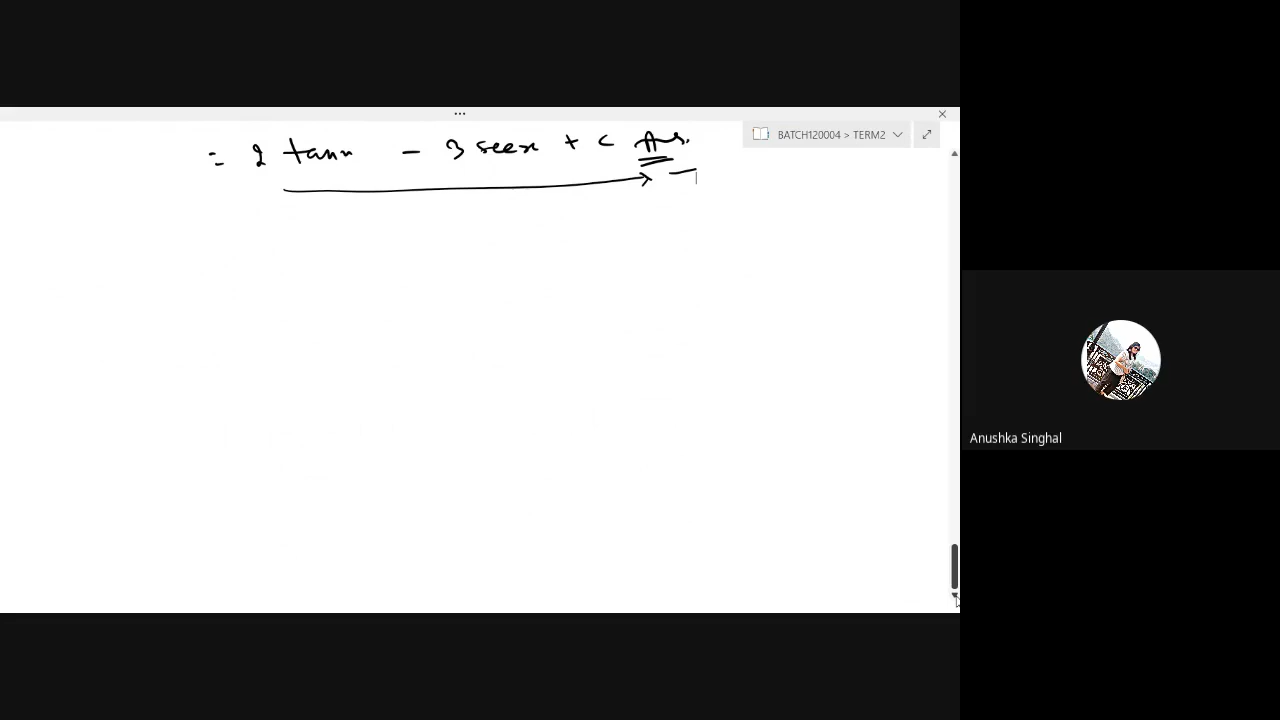 BATCH120004 > TERM2
= 2 tanx - 3 secx + c Ans.
Anushka Singhal